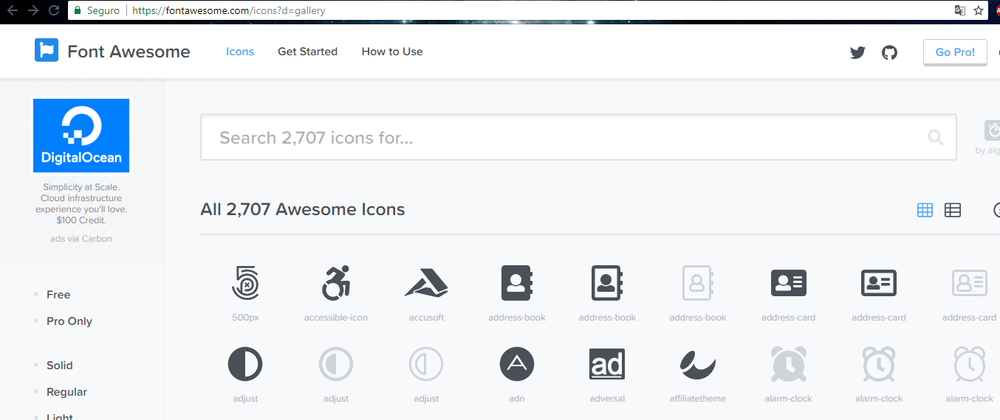 Seguro https://fontawesome.com/icons?d=gallery
Font Awesome Icons Get Started How to Use Go Pro!
DigitalOcean
Simplicity at Scale.
Cloud infrastructure
experience you'll love.
$100 Credit.
ads via Carbon
Free
Pro Only
Solid
Regular
Light
Search 2,707 icons for...
by alg
All 2,707 Awesome Icons
500px accessible-icon accusoft address-book address-book address-book address-card address-card address-card
ad
adjust adjust adjust adn adversal affiliatetheme alarm-clock alarm-clock alarm-clock